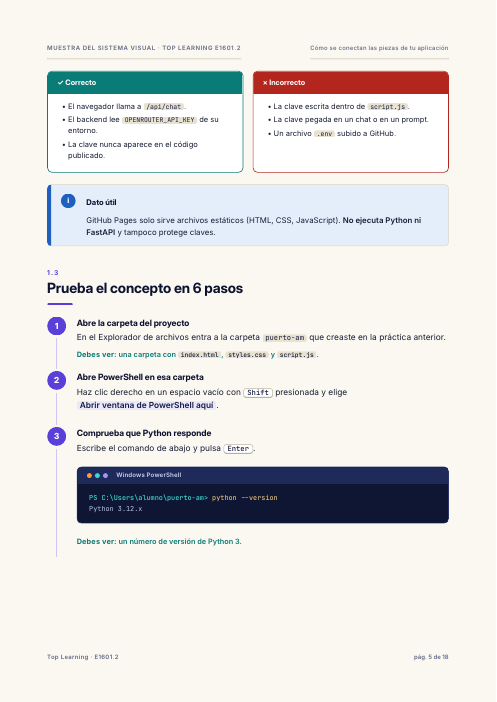 MUESTRA DEL SISTEMA VISUAL · TOP LEARNING E1601.2
Cómo se conectan las piezas de tu aplicación
✓ Correcto
• El navegador llama a /api/chat.
• El backend lee OPENROUTER_API_KEY de su
entorno.
• La clave nunca aparece en el código
publicado.
× Incorrecto
• La clave escrita dentro de script.js.
• La clave pegada en un chat o en un prompt.
• Un archivo .env subido a GitHub.
i
Dato útil
GitHub Pages solo sirve archivos estáticos (HTML, CSS, JavaScript). No ejecuta Python ni
FastAPI y tampoco protege claves.
1.3
Prueba el concepto en 6 pasos
1
Abre la carpeta del proyecto
En el Explorador de archivos entra a la carpeta puerto-am que creaste en la práctica anterior.
Debes ver: una carpeta con index.html, styles.css y script.js.
2
Abre PowerShell en esa carpeta
Haz clic derecho en un espacio vacío con Shift presionada y elige
Abrir ventana de PowerShell aquí.
3
Comprueba que Python responde
Escribe el comando de abajo y pulsa Enter.
Windows PowerShell
PS C:\Users\alumno\puerto-am> python --version
Python 3.12.x
Debes ver: un número de versión de Python 3.
Top Learning · E1601.2
pág. 5 de 18